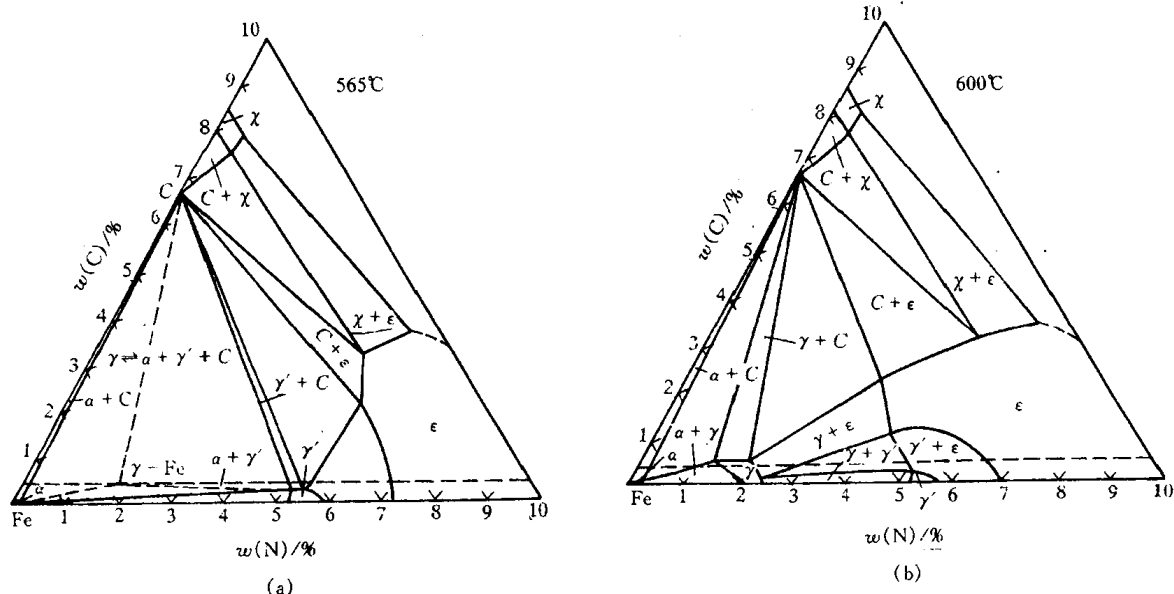 10
565℃
9
8
χ
7
C
C + χ
6
w(C)/%
5
4
χ + ε
C + ε
γ ⇌ α + γ′ + C
3
γ′ + C
α + C
2
ε
1
γ′
γ - Fe
α + γ′
α
Fe
1
2
3
4
5
6
7
8
9
10
w(N)/%
(a)
10
600℃
9
8
χ
7
C + χ
6
w(C)/%
5
C + ε
χ + ε
4
γ + C
3
α + C
2
ε
1
α + γ
γ + ε
γ′ + ε
α
γ
γ + γ′
γ′
Fe
1
2
3
4
5
6
7
8
9
10
w(N)/%
(b)